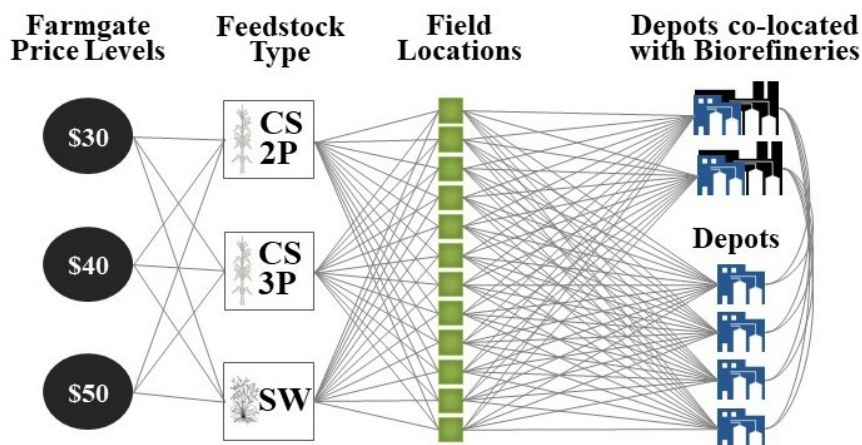 Farmgate
Price Levels
Feedstock
Type
Field
Locations
Depots co-located
with Biorefineries
$30
$40
$50
CS
2P
CS
3P
SW
Depots